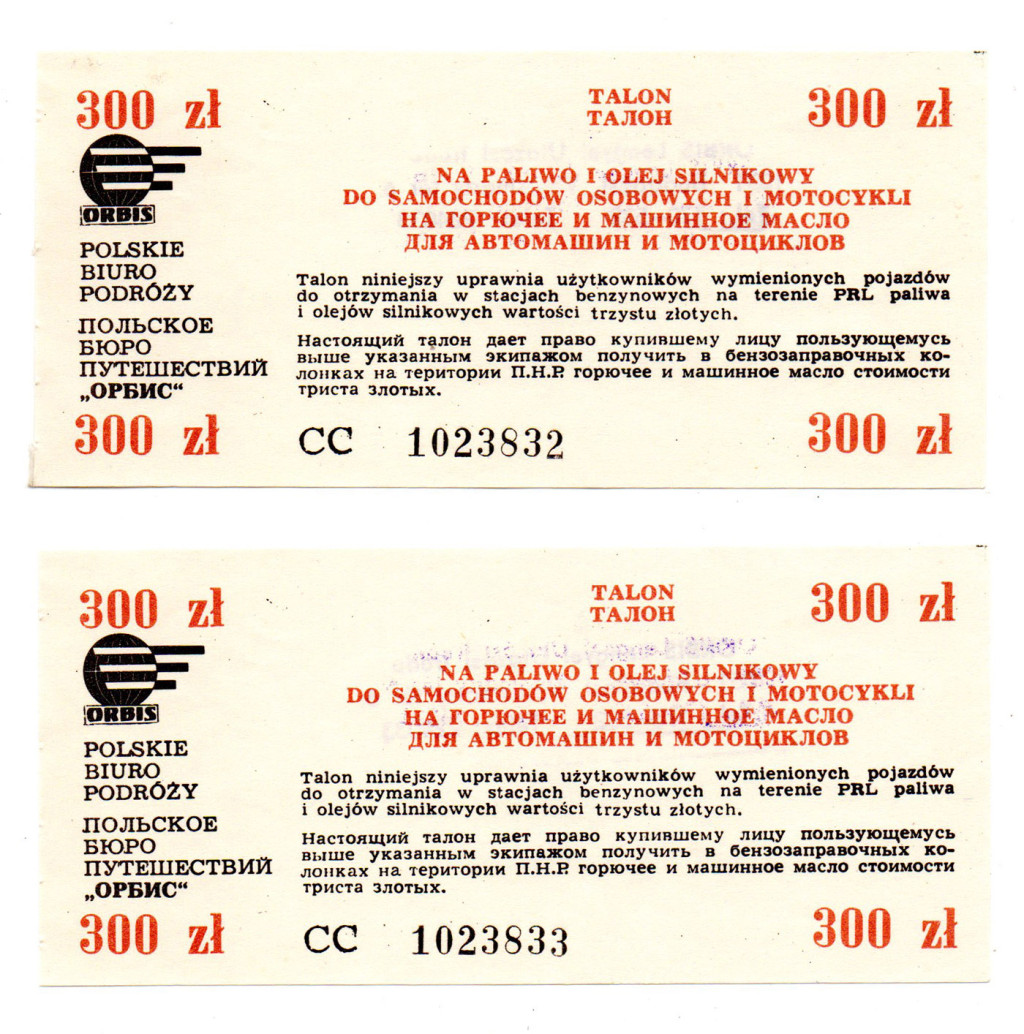 300 zł
TALON
ТАЛОН
300 zł
ORBIS
NA PALIWO I OLEJ SILNIKOWY
DO SAMOCHODÓW OSOBOWYCH I MOTOCYKLI
НА ГОРЮЧЕЕ И МАШИННОЕ МАСЛО
ДЛЯ АВТОМАШИН И МОТОЦИКЛОВ
POLSKIE
BIURO
PODRÓŻY
ПОЛЬСКОЕ
БЮРО
ПУТЕШЕСТВИЙ
„ОРБИС“
Talon niniejszy uprawnia użytkowników wymienionych pojazdów
do otrzymania w stacjach benzynowych na terenie PRL paliwa
i olejów silnikowych wartości trzystu złotych.
Настоящий талон дает право купившему лицу пользующемусь
выше указанным экипажом получить в бензозаправочных ко-
лонках на територии П.Н.Р. горючее и машинное масло стоимости
триста злотых.
300 zł
CC 1023832
300 zł
300 zł
TALON
ТАЛОН
300 zł
ORBIS
NA PALIWO I OLEJ SILNIKOWY
DO SAMOCHODÓW OSOBOWYCH I MOTOCYKLI
НА ГОРЮЧЕЕ И МАШИННОЕ МАСЛО
ДЛЯ АВТОМАШИН И МОТОЦИКЛОВ
POLSKIE
BIURO
PODRÓŻY
ПОЛЬСКОЕ
БЮРО
ПУТЕШЕСТВИЙ
„ОРБИС“
Talon niniejszy uprawnia użytkowników wymienionych pojazdów
do otrzymania w stacjach benzynowych na terenie PRL paliwa
i olejów silnikowych wartości trzystu złotych.
Настоящий талон дает право купившему лицу пользующемусь
выше указанным экипажом получить в бензозаправочных ко-
лонках на територии П.Н.Р. горючее и машинное масло стоимости
триста злотых.
300 zł
CC 1023833
300 zł